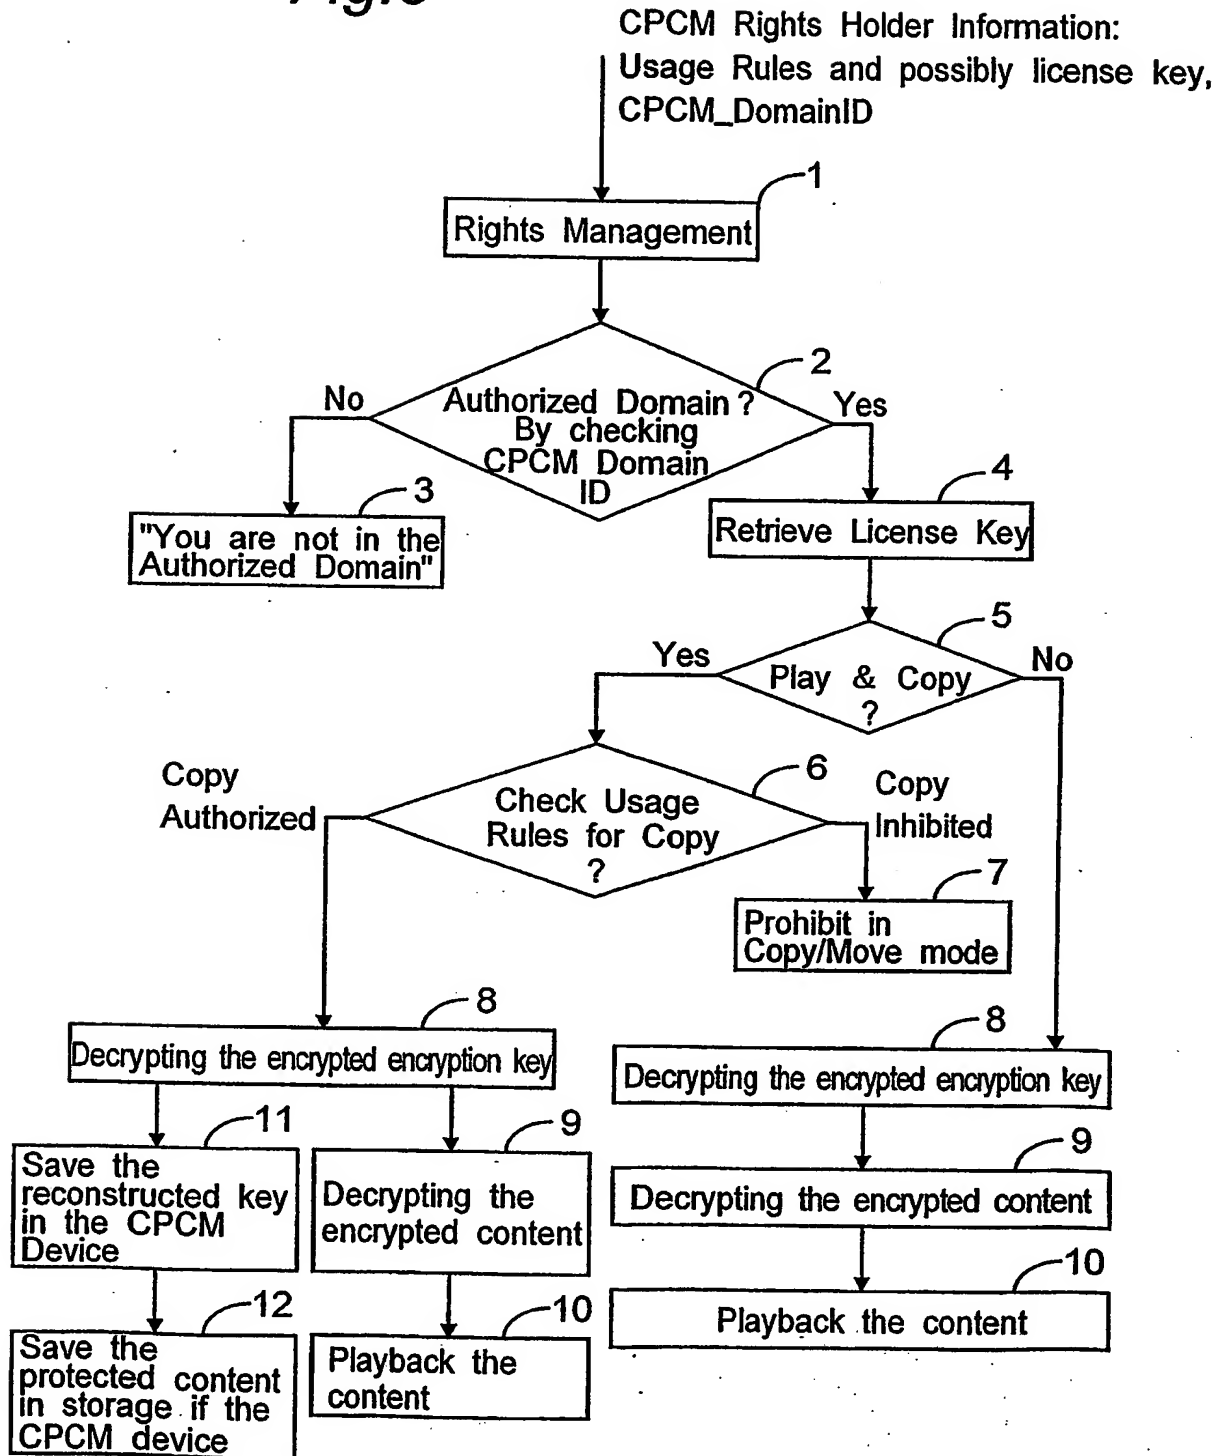 CPCM Rights Holder Information:
Usage Rules and possibly license key,
CPCM_DomainID
1
Rights Management
2
No
Authorized Domain ?
Yes
By checking
CPCM Domain
ID
3
4
"You are not in the
Authorized Domain"
Retrieve License Key
5
Yes
No
Play & Copy
?
6
Copy
Authorized
Check Usage
Rules for Copy
?
Copy
Inhibited
7
Prohibit in
Copy/Move mode
8
8
Decrypting the encrypted encryption key
Decrypting the encrypted encryption key
11
9
9
Save the
reconstructed key
in the CPCM
Device
Decrypting the
encrypted content
Decrypting the encrypted content
12
10
10
Save the
protected content
in storage if the
CPCM device
Playback the
content
Playback the content